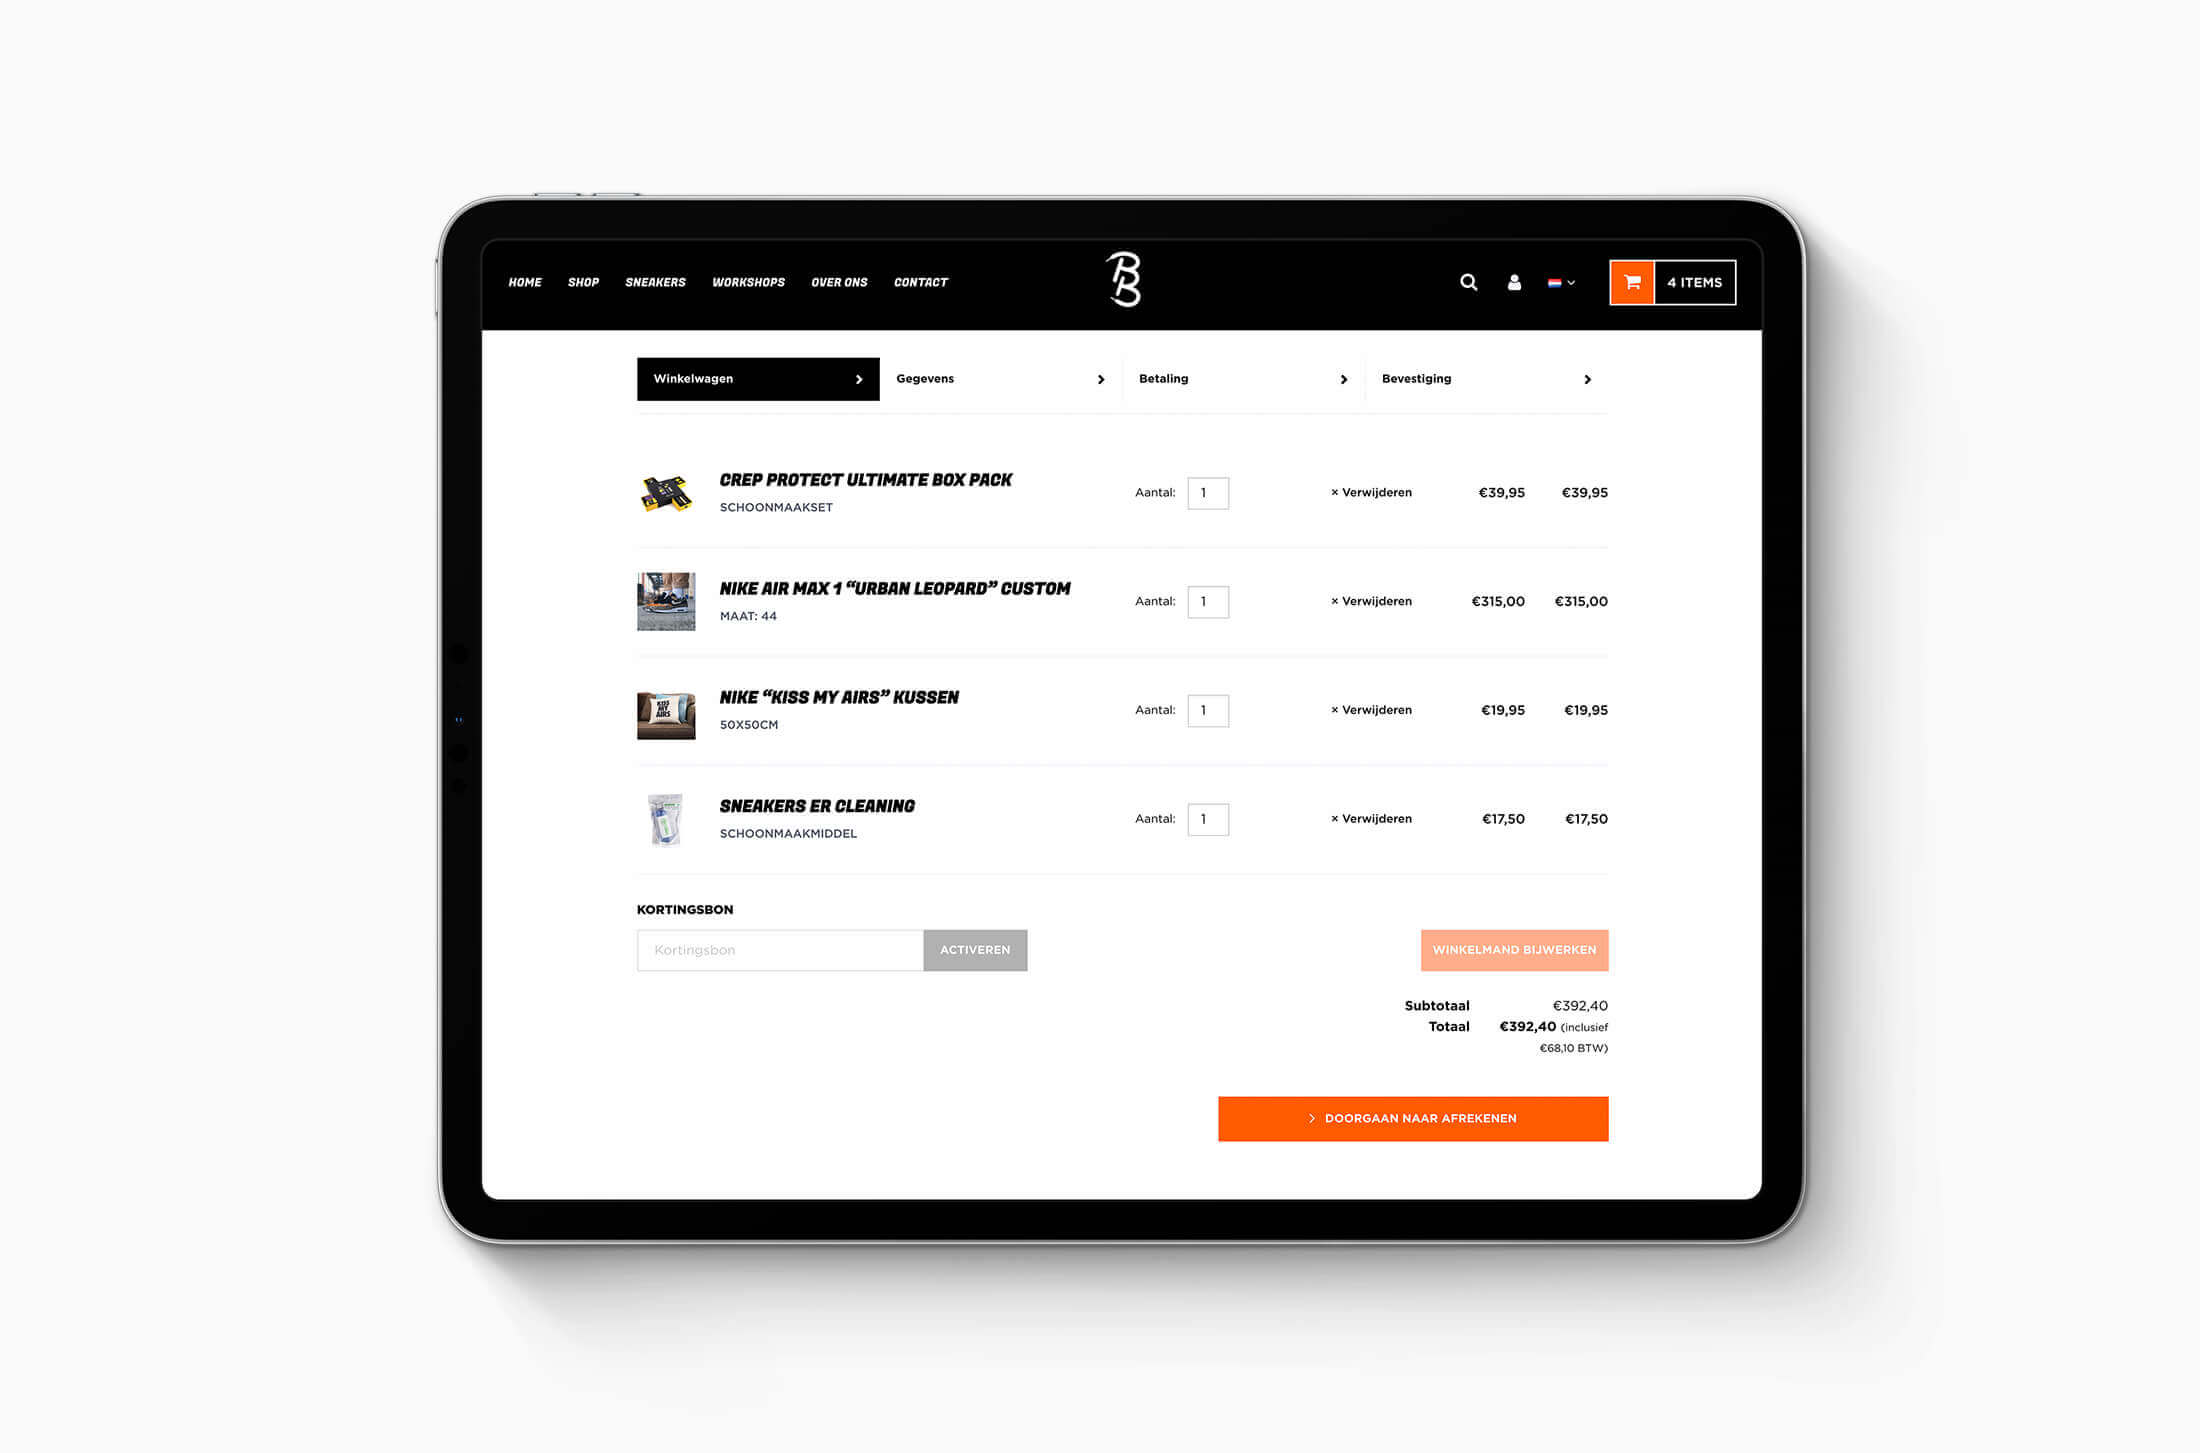 HOME SHOP SNEAKERS WORKSHOPS OVER ONS CONTACT BB 4 ITEMS
Winkelwagen Gegevens Betaling Bevestiging
CREP PROTECT ULTIMATE BOX PACK
SCHOONMAAKSET
Aantal: 1 × Verwijderen €39,95 €39,95
NIKE AIR MAX 1 “URBAN LEOPARD” CUSTOM
MAAT: 44
Aantal: 1 × Verwijderen €315,00 €315,00
NIKE “KISS MY AIRS” KUSSEN
50X50CM
KISS
MY
AIRS
Aantal: 1 × Verwijderen €19,95 €19,95
SNEAKERS ER CLEANING
SCHOONMAAKMIDDEL
Aantal: 1 × Verwijderen €17,50 €17,50
KORTINGSBON
Kortingsbon ACTIVEREN WINKELMAND BIJWERKEN
Subtotaal €392,40
Totaal €392,40 (inclusief
€68,10 BTW)
DOORGAAN NAAR AFREKENEN